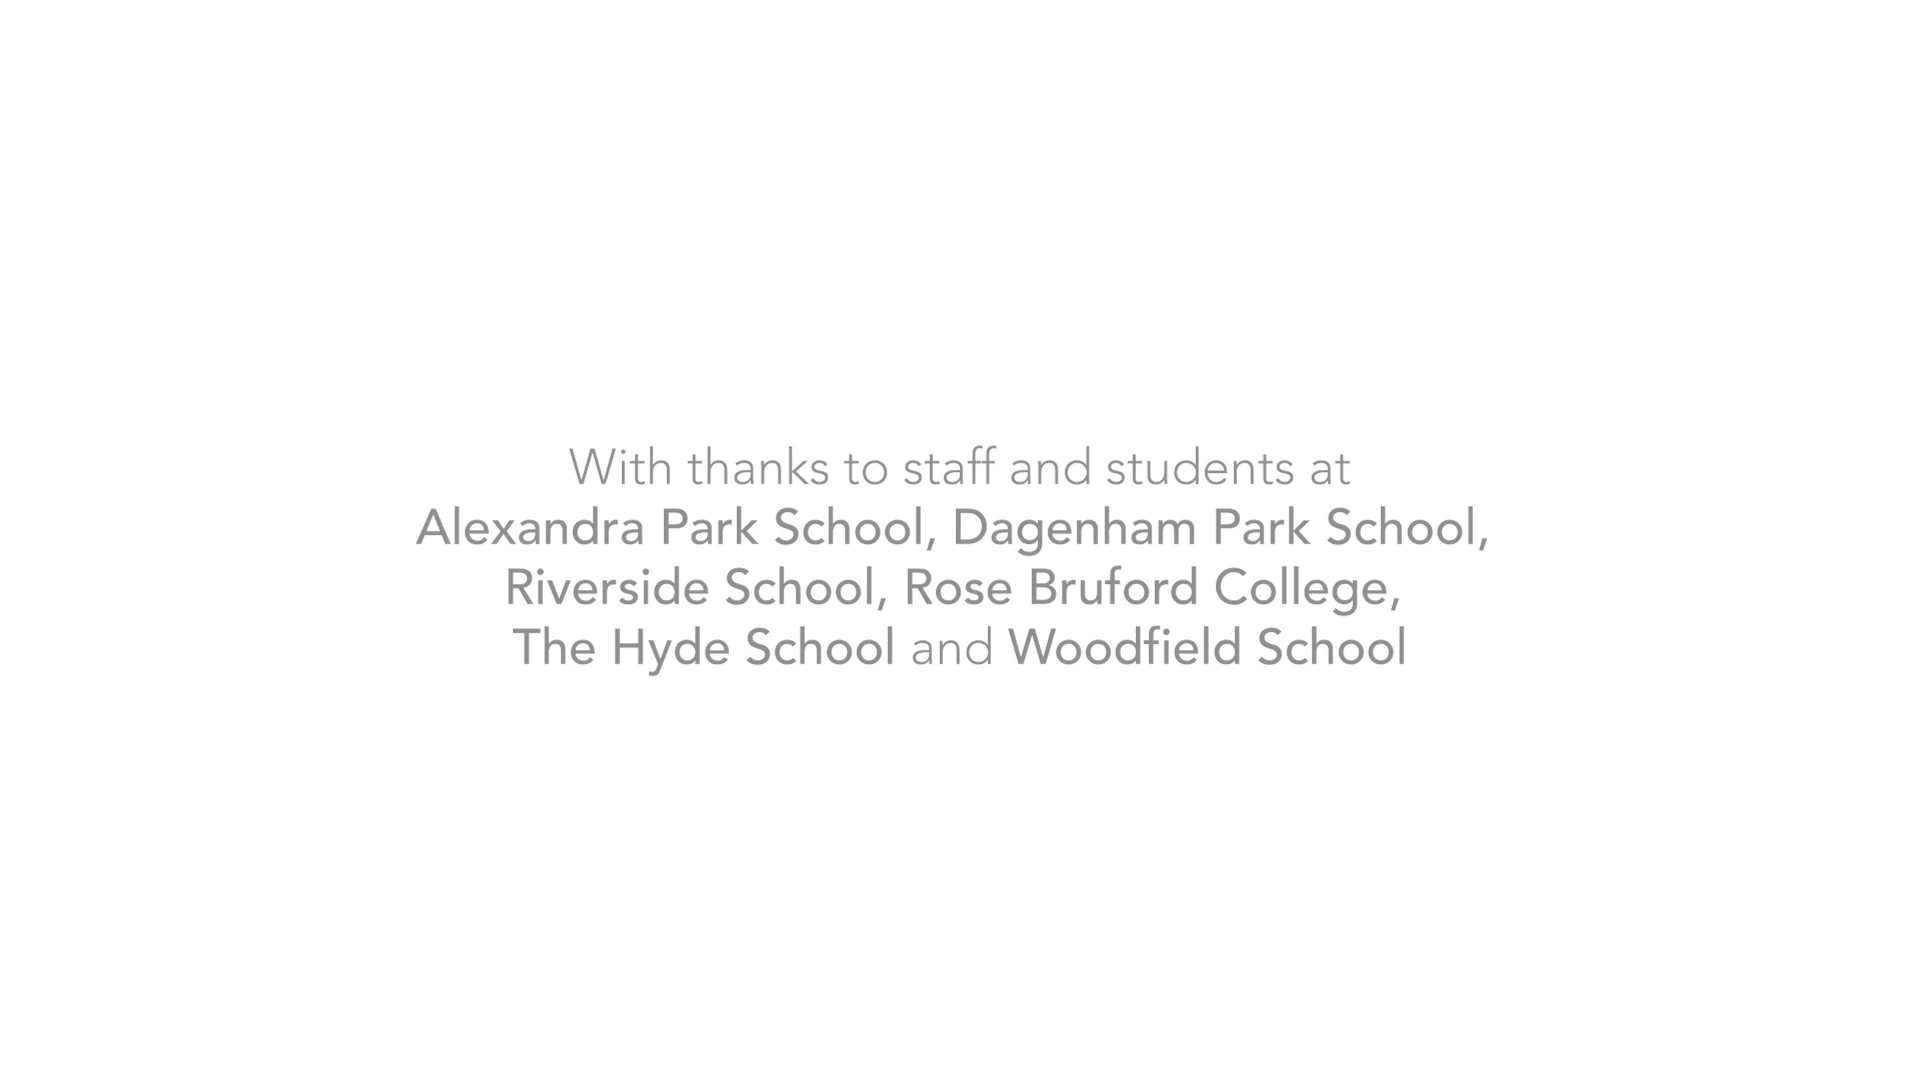 With thanks to staff and students at
Alexandra Park School, Dagenham Park School,
Riverside School, Rose Bruford College,
The Hyde School and Woodfield School